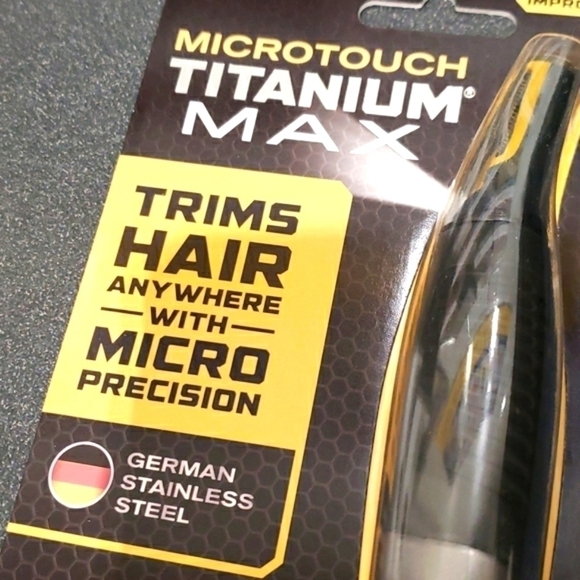 MICROTOUCH
TITANIUM®
MAX
TRIMS
HAIR
ANYWHERE
WITH
MICRO
PRECISION
GERMAN
STAINLESS
STEEL